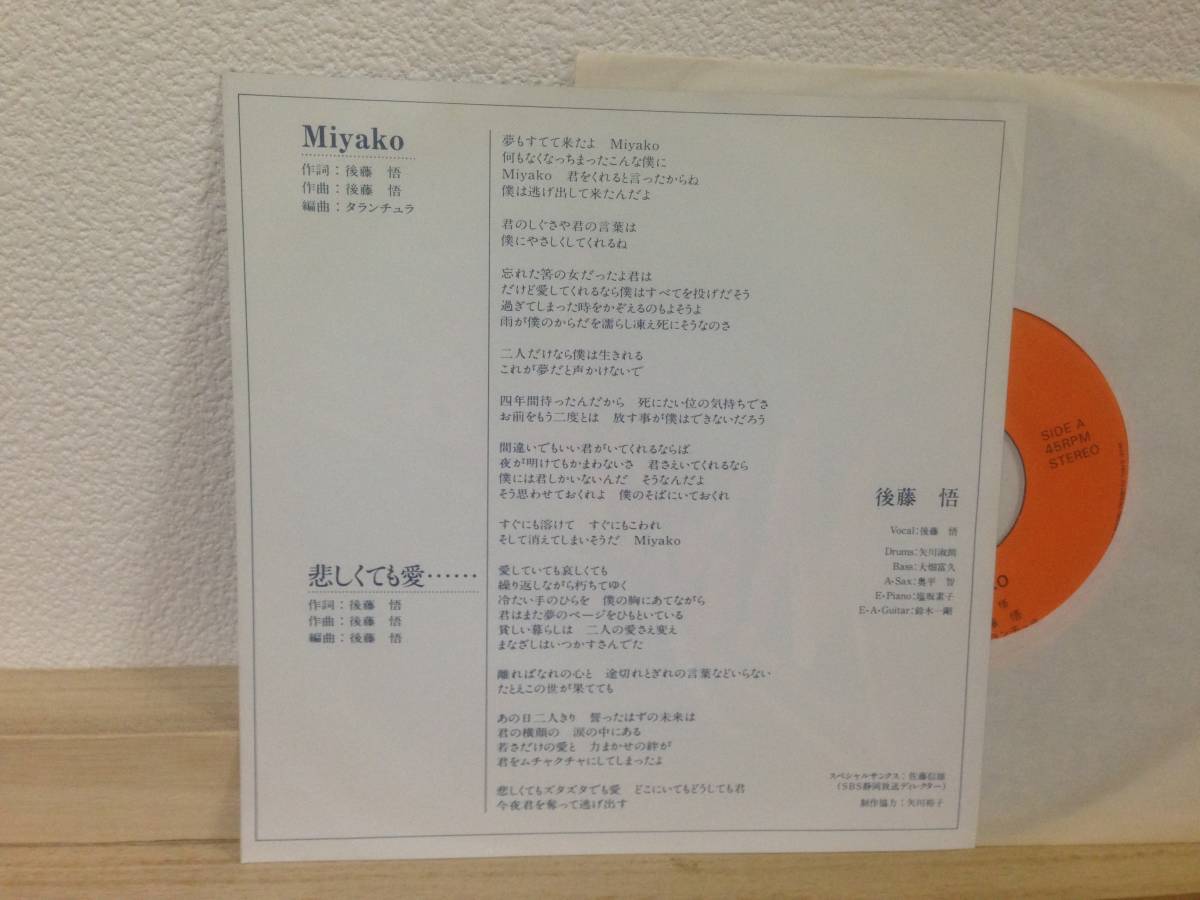 Miyako
作詞：後藤　悟
作曲：後藤　悟
編曲：タランチュラ
夢もすてて来たよ　Miyako
何もなくなっちまったこんな僕に
Miyako　君をくれると言ったからね
僕は逃げ出して来たんだよ
君のしぐさや君の言葉は
僕にやさしくしてくれるね
忘れた筈の女だったよ君は
だけど愛してくれるなら僕はすべてを投げだそう
過ぎてしまった時をかぞえるのもよそうよ
雨が僕のからだを濡らし凍え死にそうなのさ
二人だけなら僕は生きれる
これが夢だと声かけないで
四年間待ったんだから　死にたい位の気持ちでさ
お前をもう二度とは　放す事が僕はできないだろう
間違いでもいい君がいてくれるならば
夜が明けてもかまわないさ　君さえいてくれるなら
僕には君しかいないんだ　そうなんだよ
そう思わせておくれよ　僕のそばにいておくれ
すぐにも溶けて　すぐにもこわれ
そして消えてしまいそうだ　Miyako
悲しくても愛……
作詞：後藤　悟
作曲：後藤　悟
編曲：後藤　悟
愛していても哀しくても
繰り返しながら朽ちてゆく
冷たい手のひらを　僕の胸にあてながら
君はまた夢のページをひもといている
貧しい暮らしは　二人の愛さえ変え
まなざしはいつかすさんでた
離ればなれの心と　途切れとぎれの言葉などいらない
たとえこの世が果てても
あの日二人きり　誓ったはずの未来は
君の横顔の　涙の中にある
若さだけの愛と　力まかせの絆が
君をムチャクチャにしてしまったよ
悲しくてもズタズタでも愛　どこにいてもどうしても君
今夜君を奪って逃げ出す
後藤　悟
Vocal：後藤　悟
Drums：矢川淑朗
Bass：大畑富久
A・Sax：奥平　智
E・Piano：塩坂素子
E・A・Guitar：鈴木一剛
スペシャルサンクス：佐藤信雄
（SBS静岡放送ディレクター）
制作協力：矢川裕子
SIDE A
45RPM
STEREO